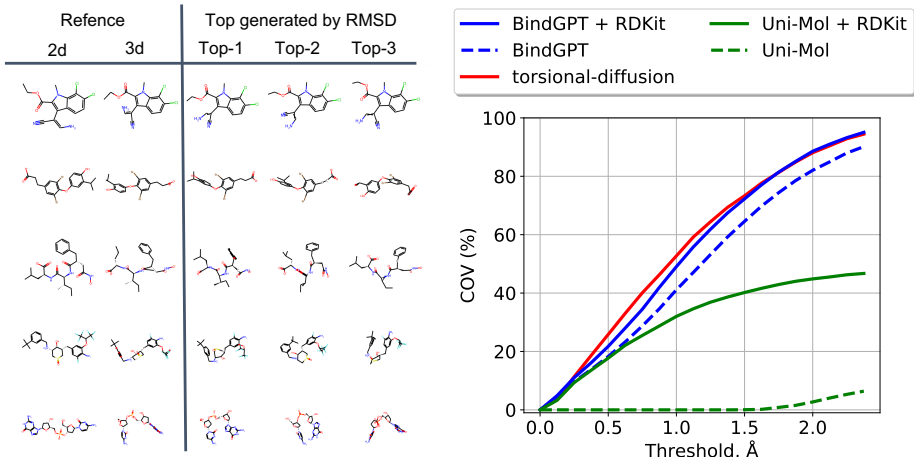 Refence
Top generated by RMSD
2d
3d
Top-1
Top-2
Top-3
BindGPT + RDKit
Uni-Mol + RDKit
BindGPT
Uni-Mol
torsional-diffusion
COV (%)
100
80
60
40
20
0
0.0
0.5
1.0
1.5
2.0
Threshold, Å